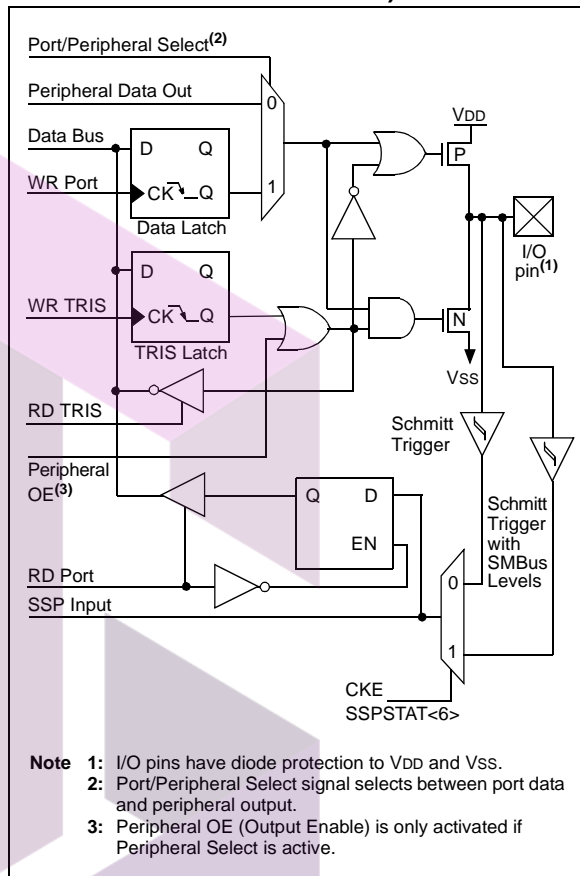 Port/Peripheral Select(2)
Peripheral Data Out
0
VDD
Data Bus
D Q
P
WR Port
CK Q
1
Data Latch
I/O
pin(1)
D Q
WR TRIS
CK Q
N
TRIS Latch
VSS
RD TRIS
Schmitt
Trigger
Peripheral
OE(3)
Q D
EN
Schmitt
Trigger
with
SMBus
Levels
RD Port
0
SSP Input
1
CKE
SSPSTAT<6>
Note 1: I/O pins have diode protection to VDD and VSS.
2: Port/Peripheral Select signal selects between port data
and peripheral output.
3: Peripheral OE (Output Enable) is only activated if
Peripheral Select is active.